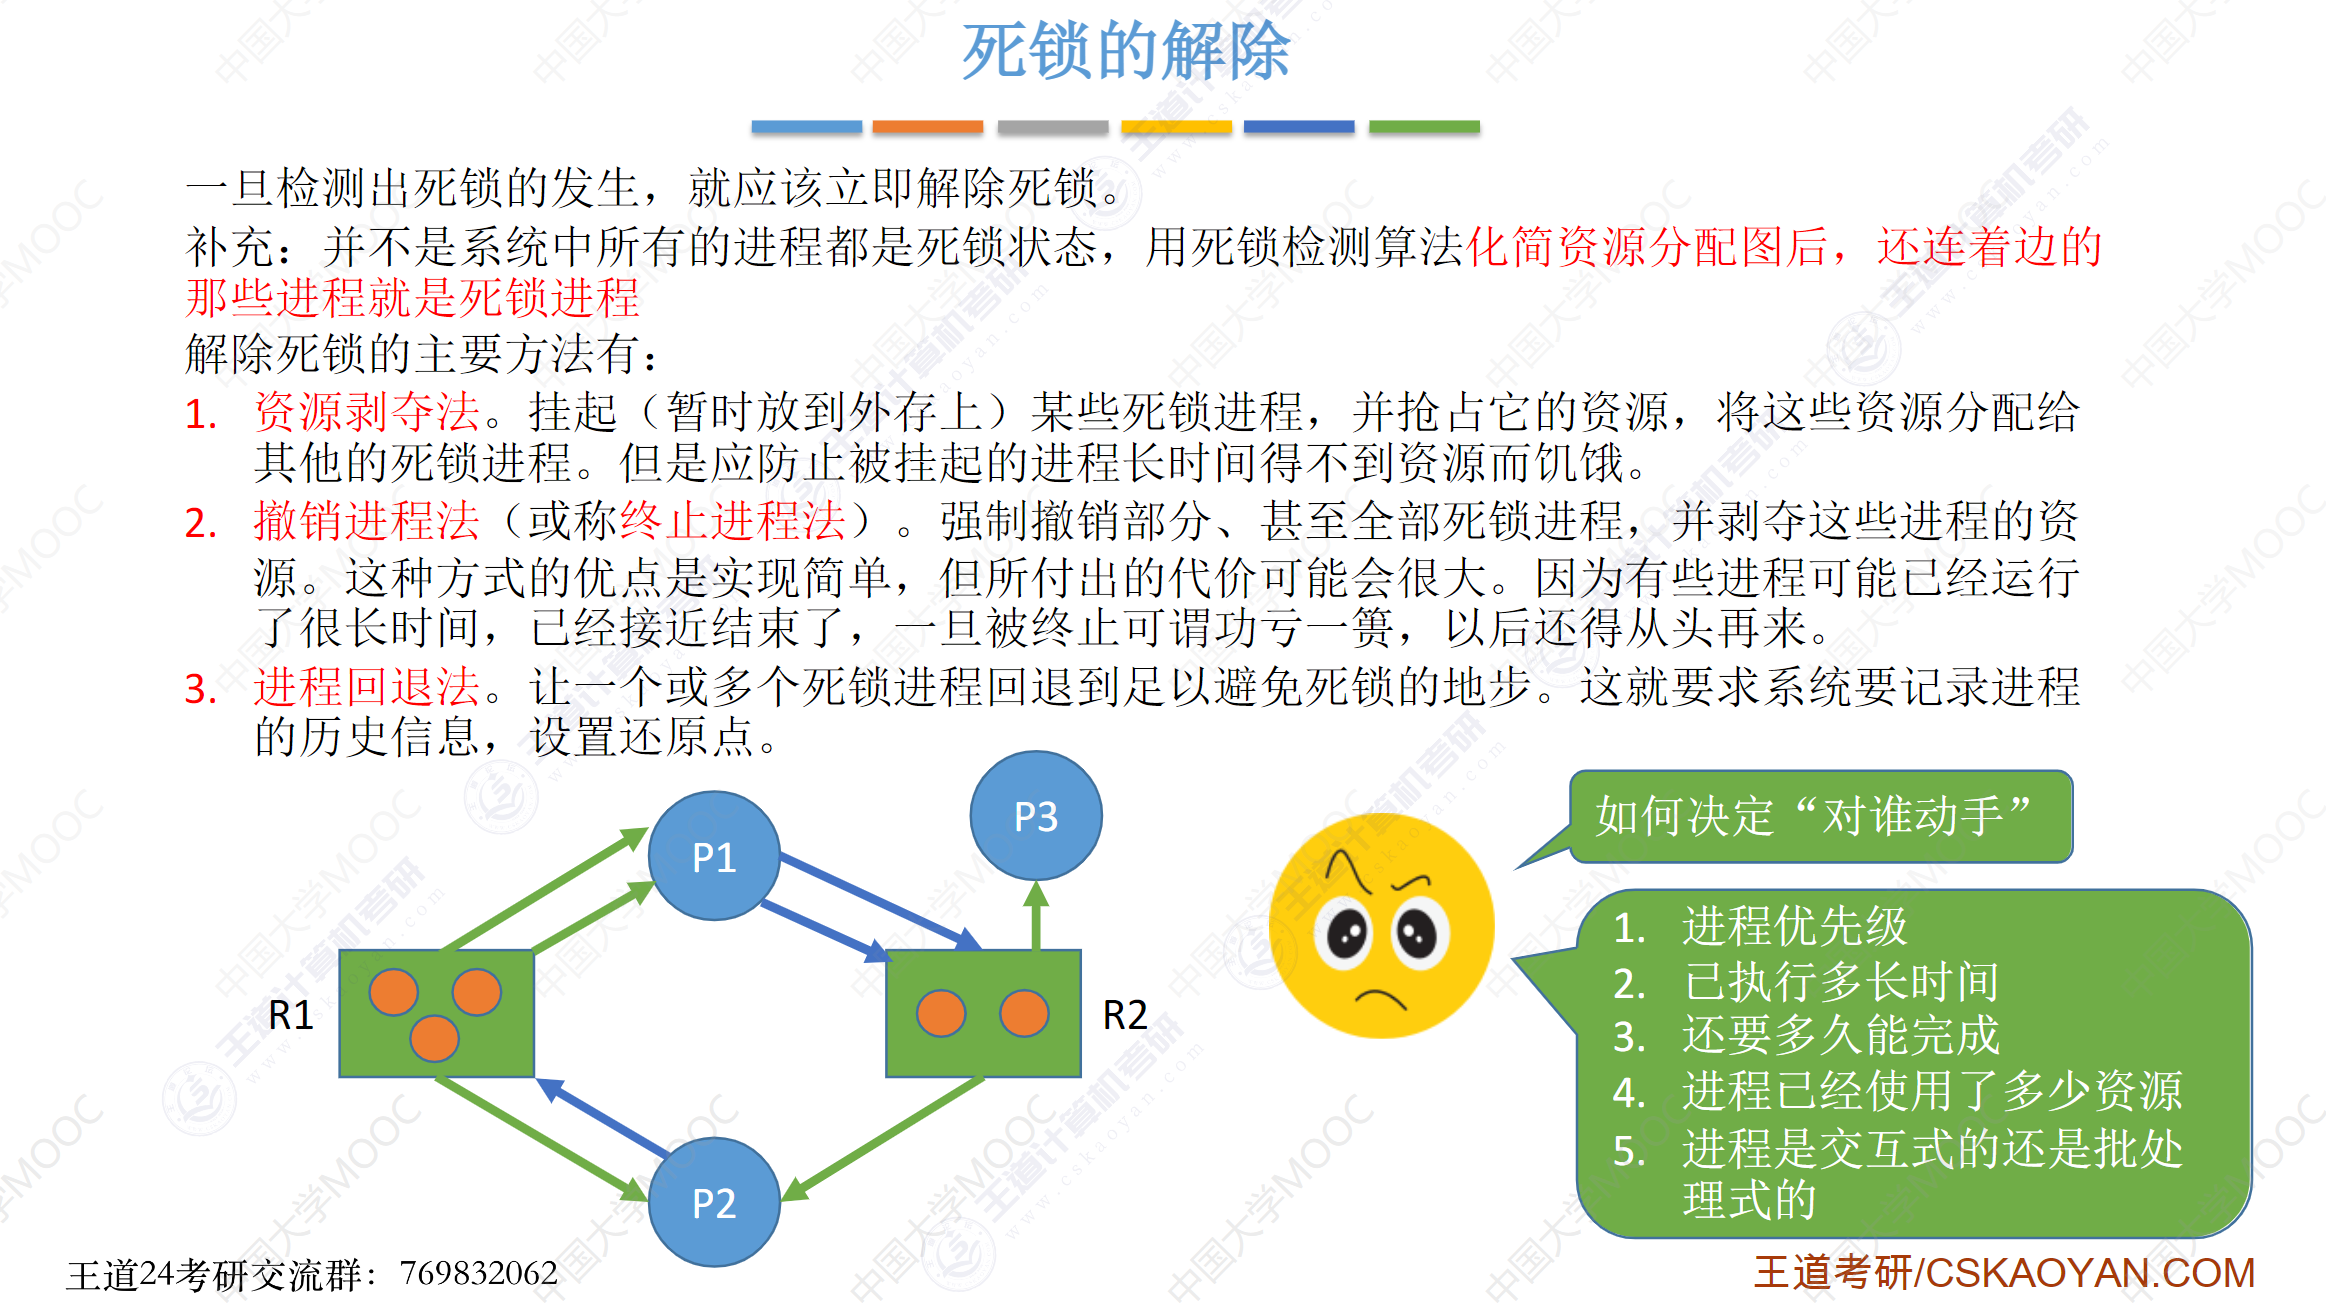 死锁的解除
一旦检测出死锁的发生，就应该立即解除死锁。
补充：并不是系统中所有的进程都是死锁状态，用死锁检测算法化简资源分配图后，还连着边的
那些进程就是死锁进程
解除死锁的主要方法有：
1. 资源剥夺法。挂起（暂时放到外存上）某些死锁进程，并抢占它的资源，将这些资源分配给
其他的死锁进程。但是应防止被挂起的进程长时间得不到资源而饥饿。
2. 撤销进程法（或称终止进程法）。强制撤销部分、甚至全部死锁进程，并剥夺这些进程的资
源。这种方式的优点是实现简单，但所付出的代价可能会很大。因为有些进程可能已经运行
了很长时间，已经接近结束了，一旦被终止可谓功亏一篑，以后还得从头再来。
3. 进程回退法。让一个或多个死锁进程回退到足以避免死锁的地步。这就要求系统要记录进程
的历史信息，设置还原点。
P1
P3
R1
R2
P2
如何决定“对谁动手”
1. 进程优先级
2. 已执行多长时间
3. 还要多久能完成
4. 进程已经使用了多少资源
5. 进程是交互式的还是批处
理式的
王道24考研交流群：769832062
王道考研/CSKAOYAN.COM
中国大学MOOC
王道计算机考研
www.cskaoyan.com